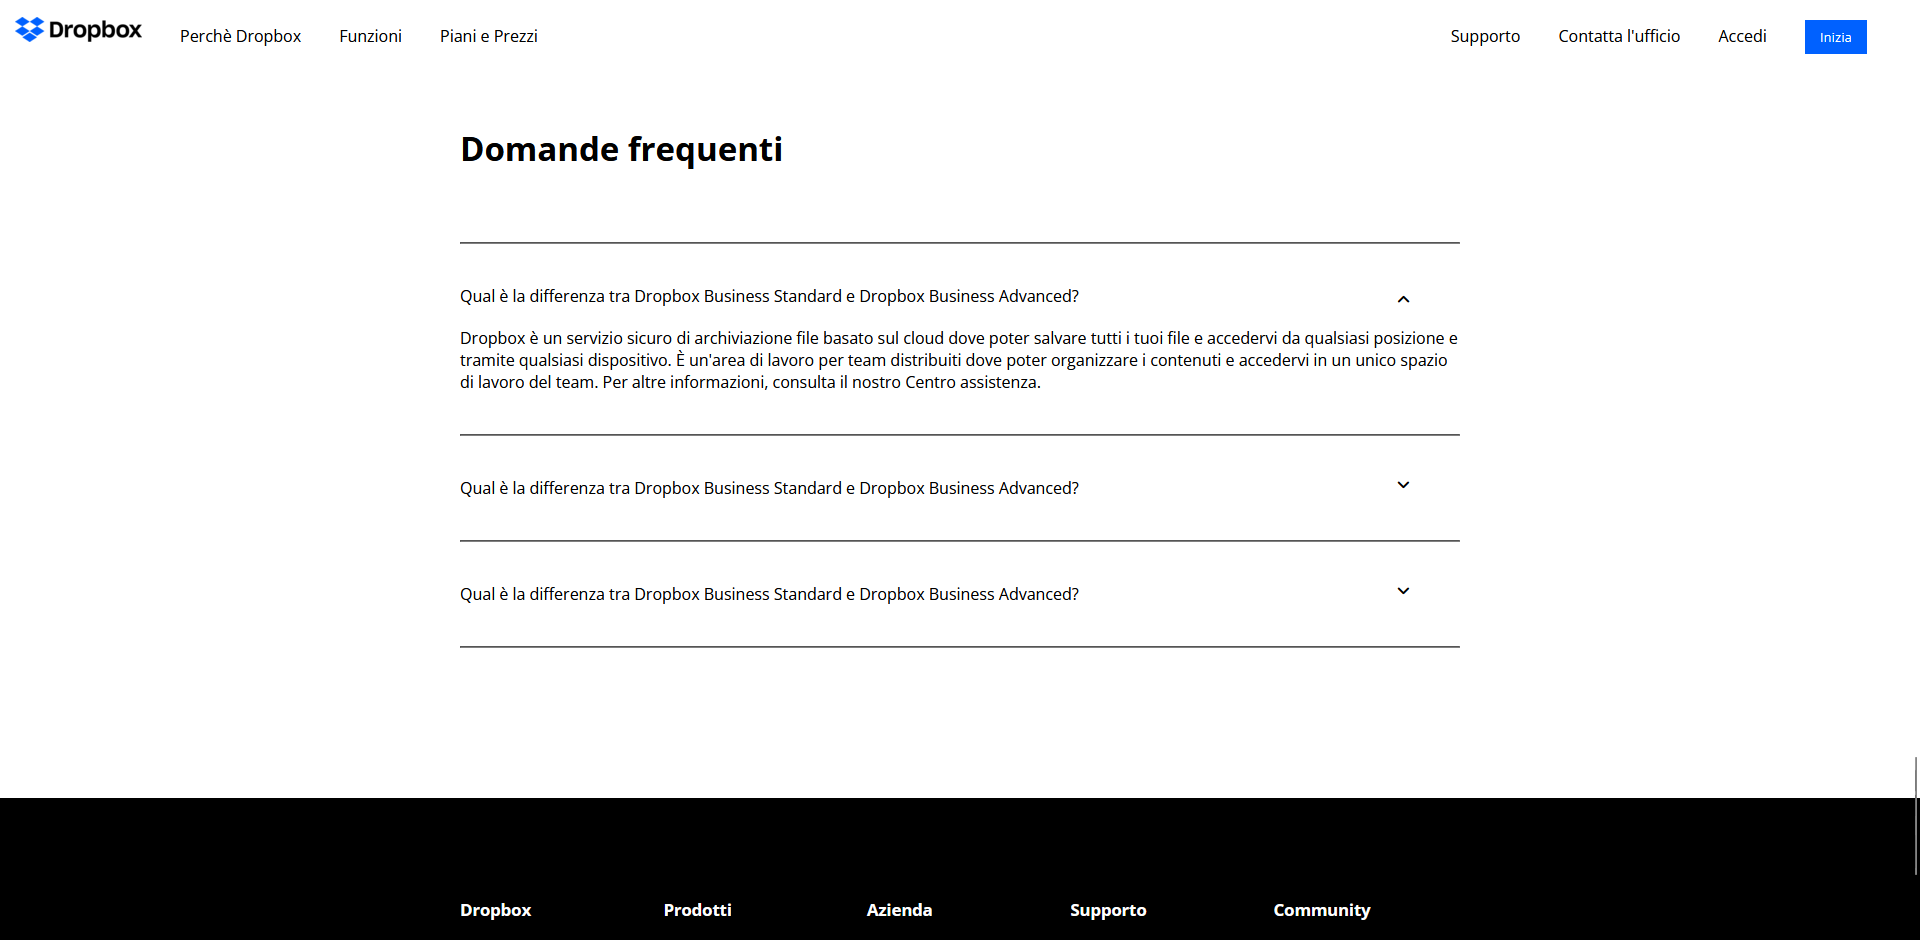 Dropbox Perchè Dropbox Funzioni Piani e Prezzi Supporto Contatta l'ufficio Accedi Inizia
Domande frequenti
Qual è la differenza tra Dropbox Business Standard e Dropbox Business Advanced?
Dropbox è un servizio sicuro di archiviazione file basato sul cloud dove poter salvare tutti i tuoi file e accedervi da qualsiasi posizione e
tramite qualsiasi dispositivo. È un'area di lavoro per team distribuiti dove poter organizzare i contenuti e accedervi in un unico spazio
di lavoro del team. Per altre informazioni, consulta il nostro Centro assistenza.
Qual è la differenza tra Dropbox Business Standard e Dropbox Business Advanced?
Qual è la differenza tra Dropbox Business Standard e Dropbox Business Advanced?
Dropbox Prodotti Azienda Supporto Community